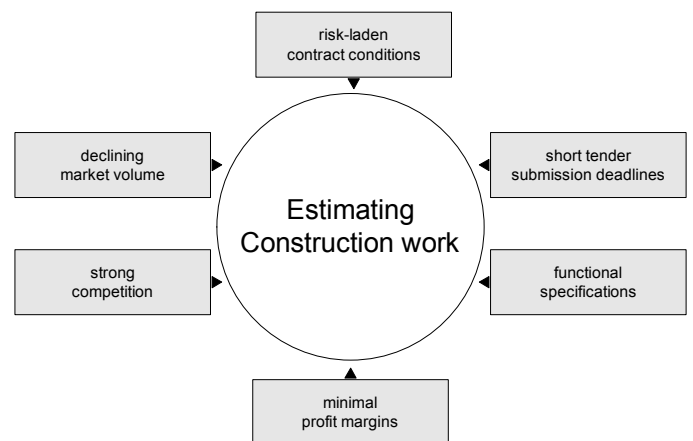 risk-laden
contract conditions
declining
market volume
short tender
submission deadlines
Estimating
Construction work
strong
competition
functional
specifications
minimal
profit margins